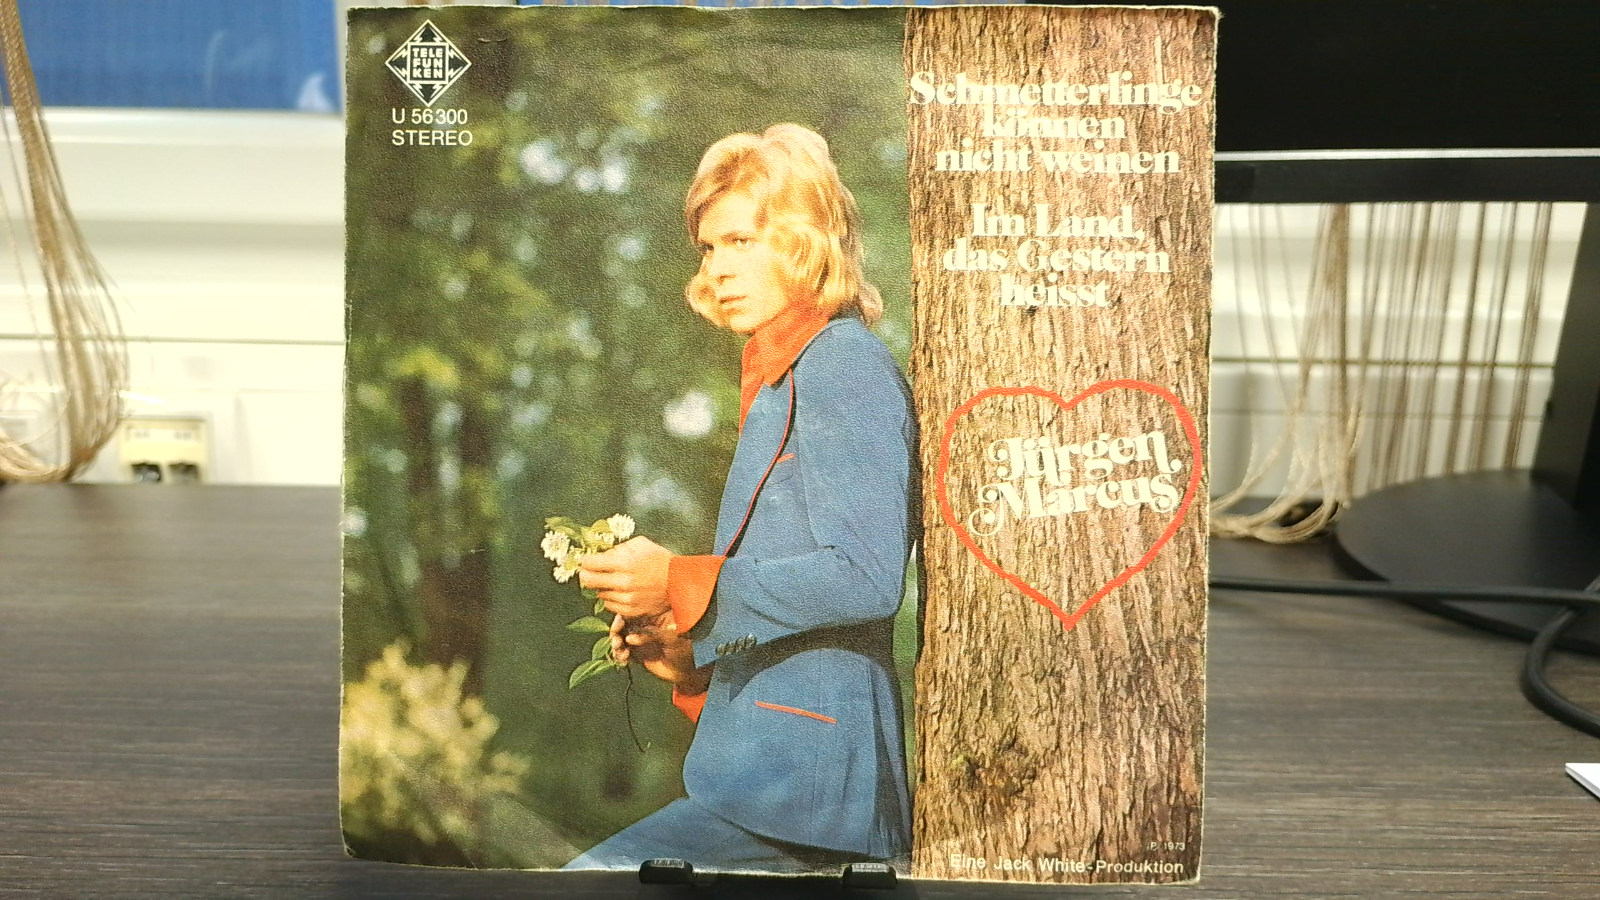 TELE
FUN
KEN
U 56300
STEREO
Schmetterlinge
können
nicht weinen
Im Land,
das Gestern
heisst
Jürgen
Marcus
P. 1973
Eine Jack White-Produktion